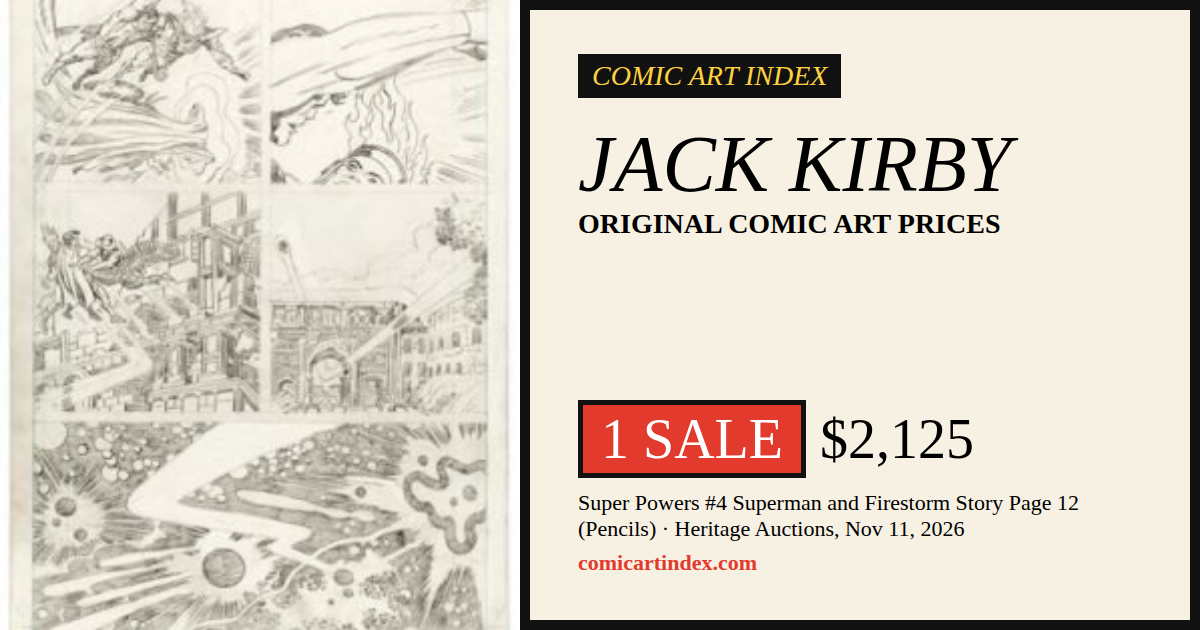 COMIC ART INDEX
JACK KIRBY
ORIGINAL COMIC ART PRICES
1 SALE $2,125
Super Powers #4 Superman and Firestorm Story Page 12
(Pencils) · Heritage Auctions, Nov 11, 2026
comicartindex.com